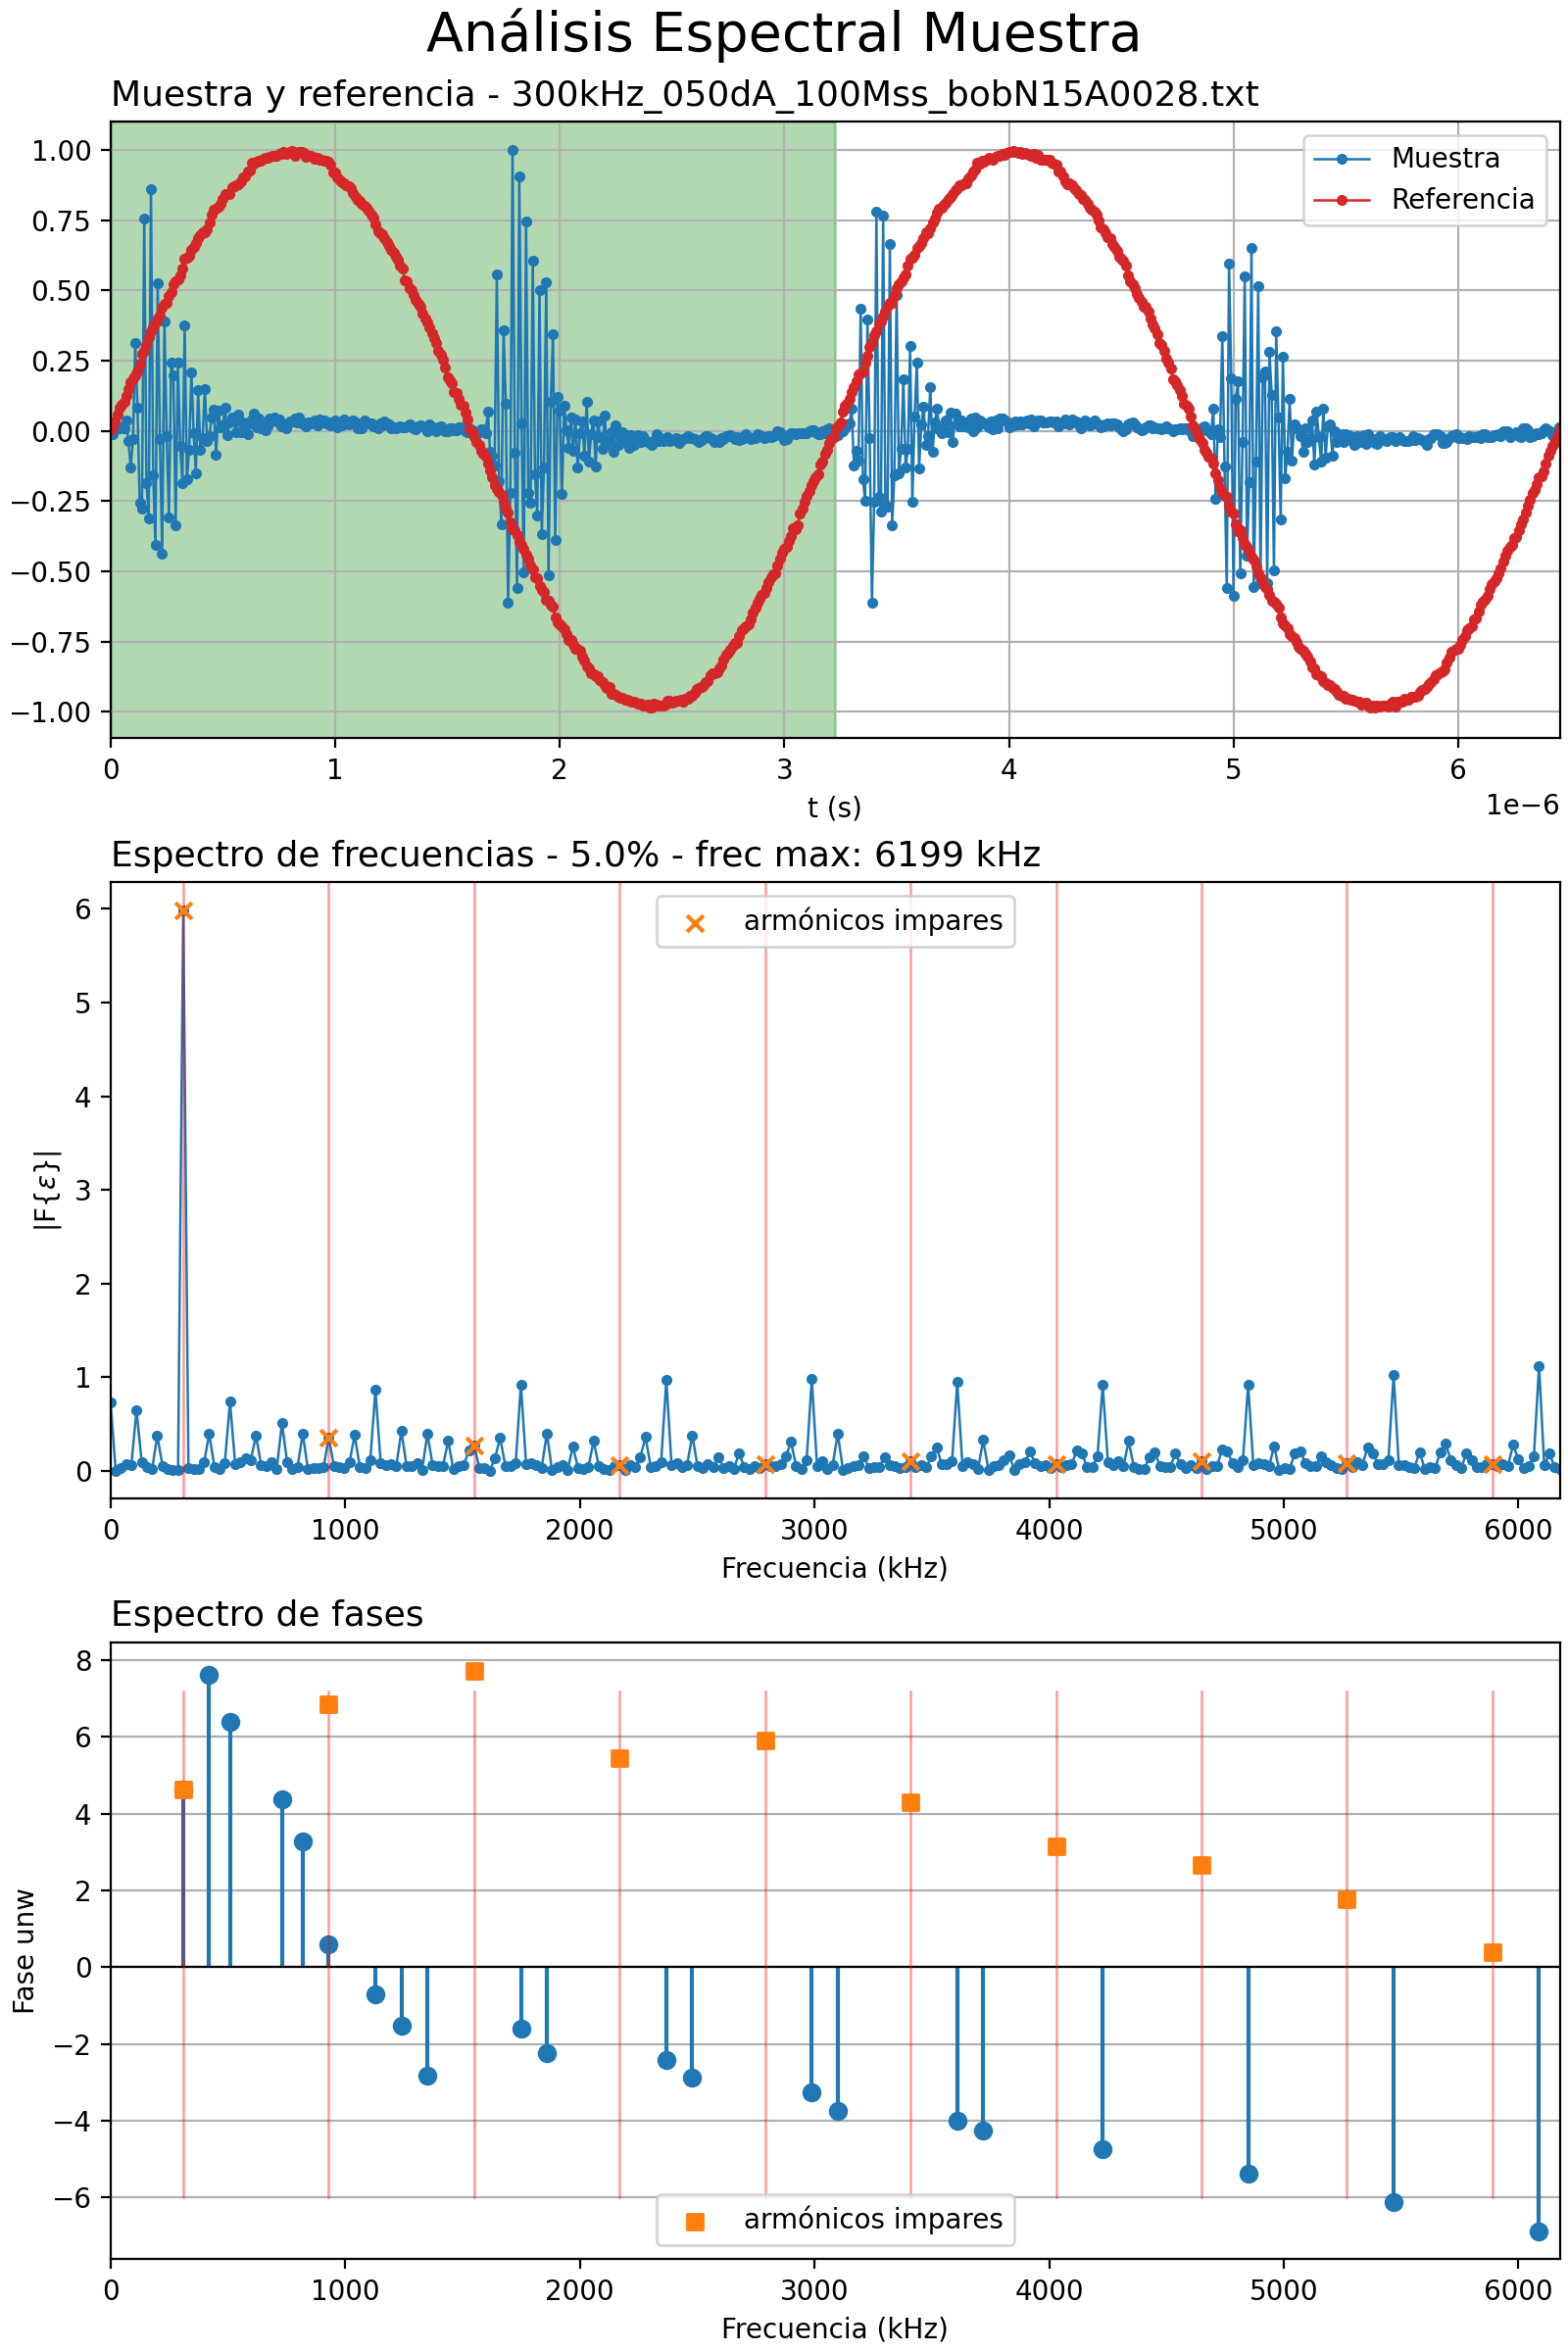 Análisis Espectral Muestra
Muestra y referencia - 300kHz_050dA_100Mss_bobN15A0028.txt
1.00
0.75
0.50
0.25
0.00
−0.25
−0.50
−0.75
−1.00
Muestra
Referencia
0 1 2 3 4 5 6
t (s)
1e−6
Espectro de frecuencias - 5.0% - frec max: 6199 kHz
6
5
4
3
2
1
0
|F{ε}|
armónicos impares
0 1000 2000 3000 4000 5000 6000
Frecuencia (kHz)
Espectro de fases
8
6
4
2
0
−2
−4
−6
Fase unw
armónicos impares
0 1000 2000 3000 4000 5000 6000
Frecuencia (kHz)